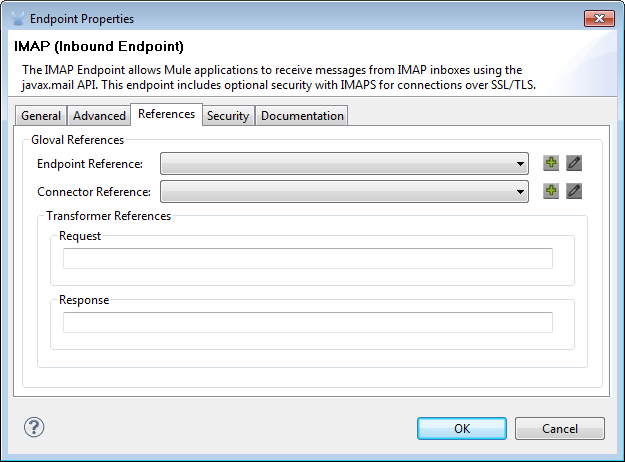 Endpoint Properties
IMAP (Inbound Endpoint)
The IMAP Endpoint allows Mule applications to receive messages from IMAP inboxes using the
javax.mail API. This endpoint includes optional security with IMAPS for connections over SSL/TLS.
General Advanced References Security Documentation
Gloval References
Endpoint Reference:
Connector Reference:
Transformer References
Request
Response
? OK Cancel